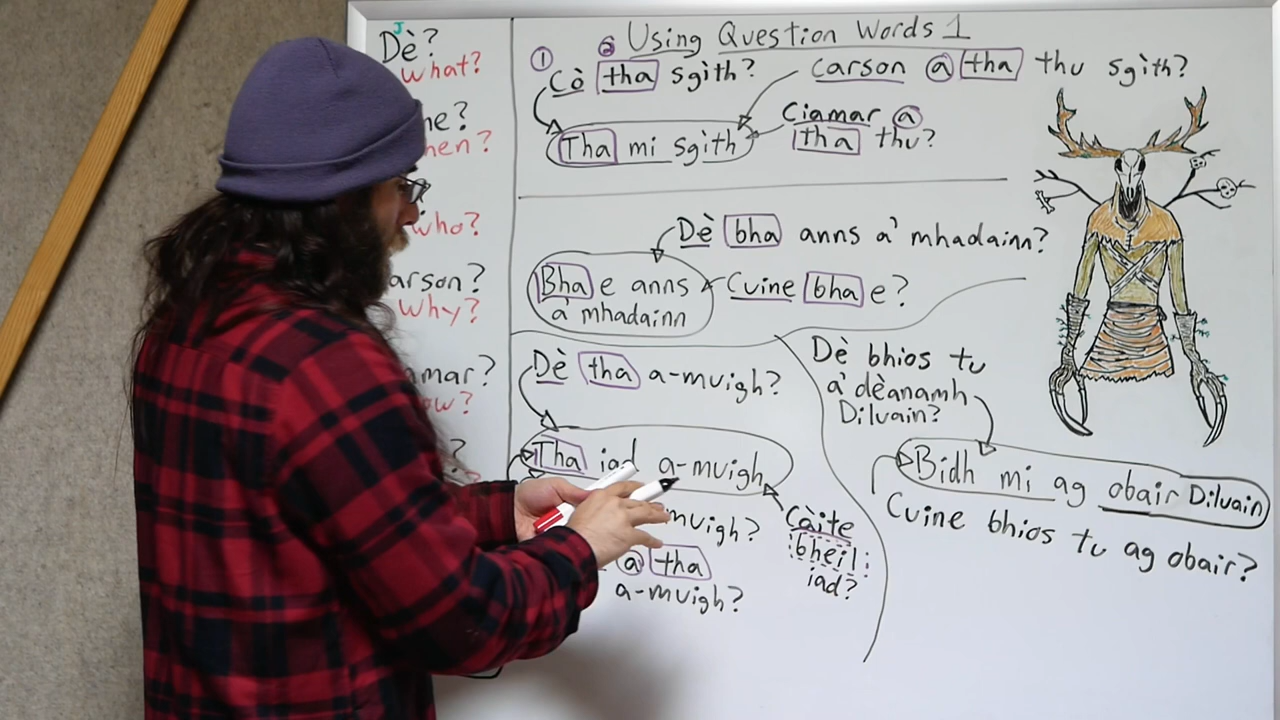 Dè?
what?
ne?
hen?
who?
arson?
why?
mar?
ow?
?
Using Question Words 1
① ②
Cò tha sgìth?
Carson a tha thu sgìth?
Ciamar a
tha thu?
Tha mi sgìth
Dè bha anns a' mhadainn?
Bha e anns
a' mhadainn
Cuine bha e?
Dè tha a-muigh?
Tha iad a-muigh
muigh?
a tha
a-muigh?
Càite
bheil
iad?
Dè bhios tu
a' dèanamh
Diluain?
Bidh mi ag obair Diluain
Cuine bhios tu ag obair?